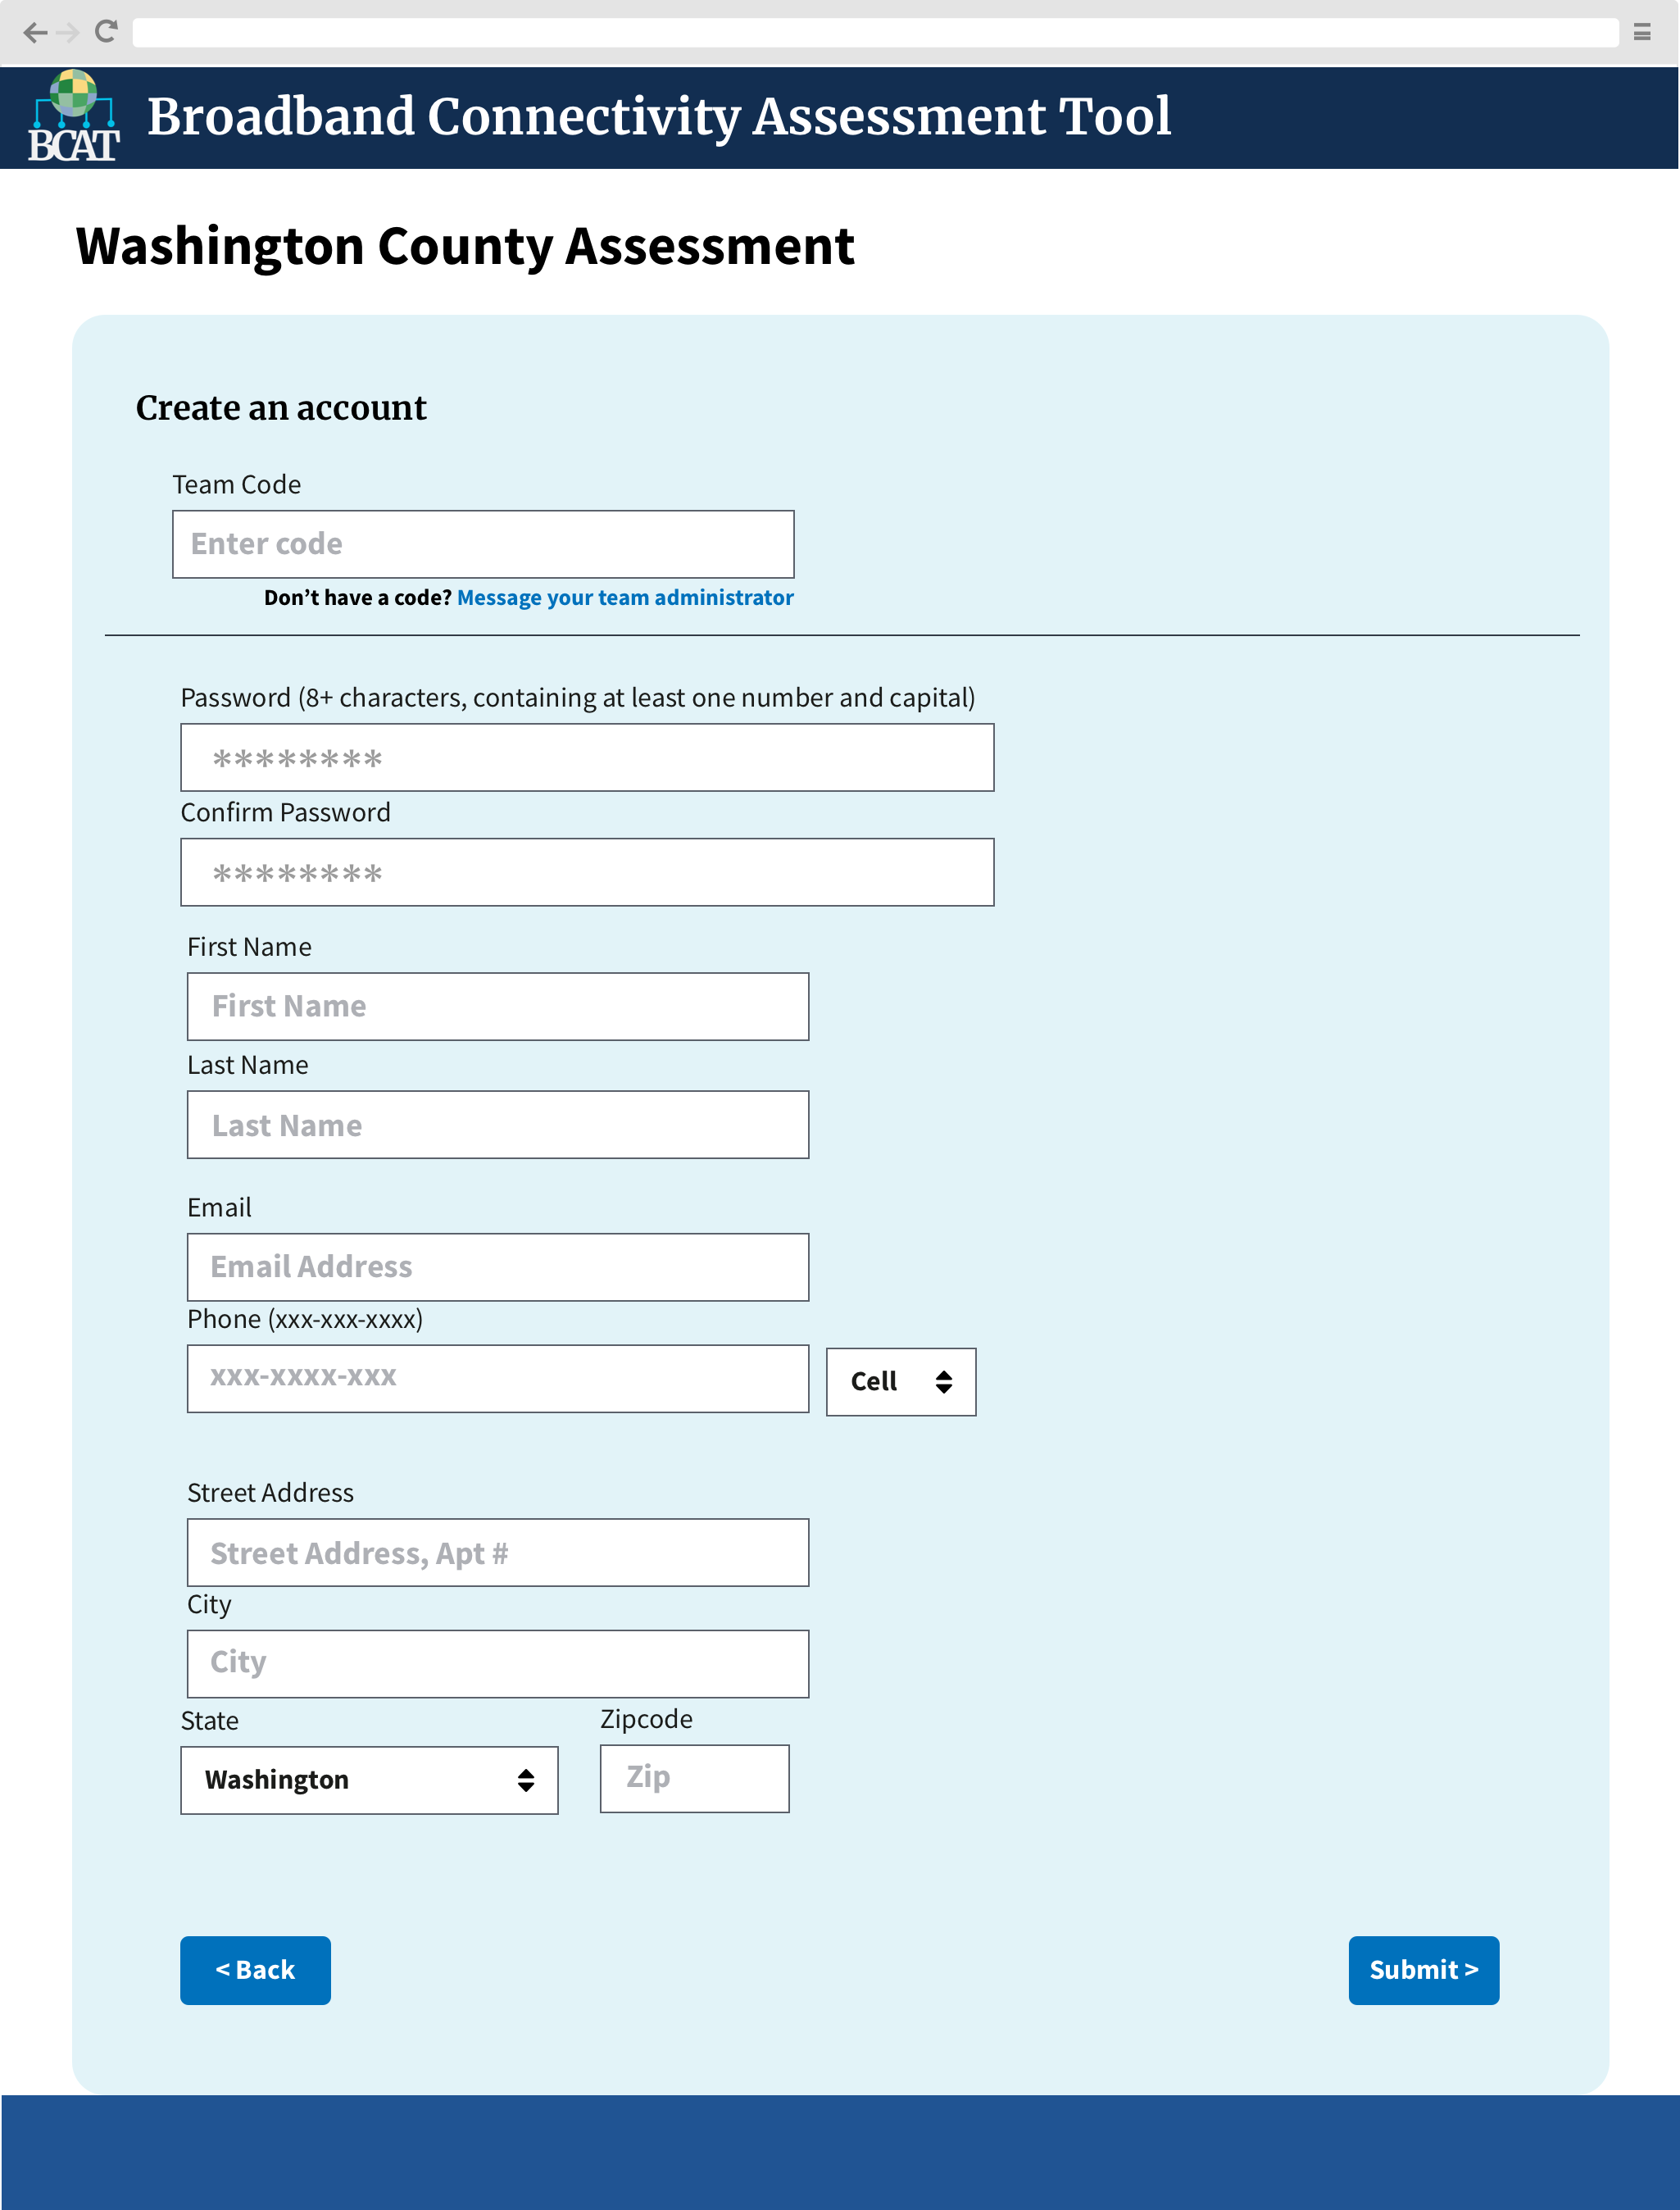 BCAT
Broadband Connectivity Assessment Tool
Washington County Assessment
Create an account
Team Code
Enter code
Don’t have a code? Message your team administrator
Password (8+ characters, containing at least one number and capital)
********
Confirm Password
********
First Name
First Name
Last Name
Last Name
Email
Email Address
Phone (xxx-xxx-xxxx)
xxx-xxxx-xxx
Cell
Street Address
Street Address, Apt #
City
City
State
Zipcode
Washington
Zip
< Back
Submit >